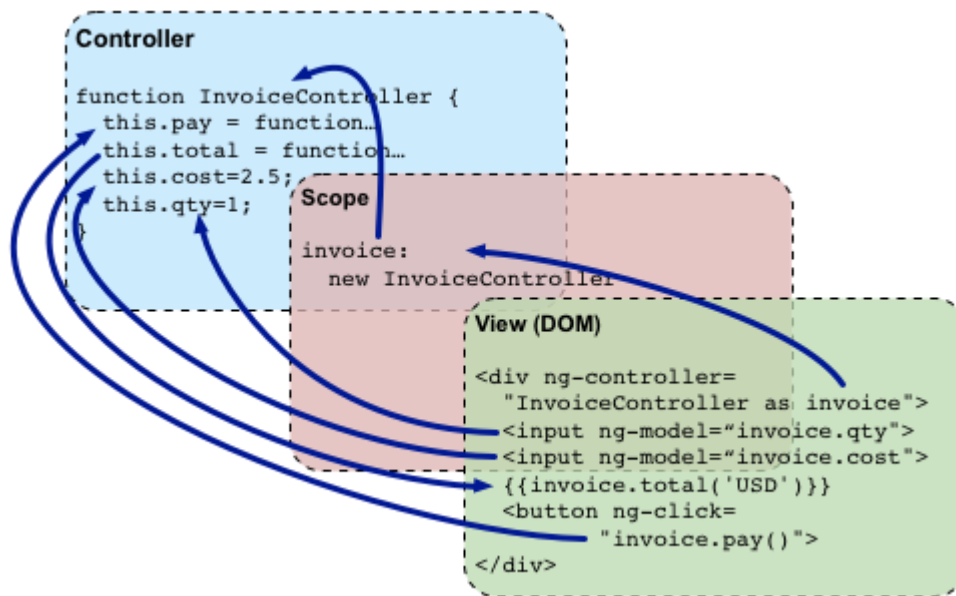 Controller
function InvoiceController {
this.pay = function…
this.total = function…
this.cost=2.5;
this.qty=1;
}
Scope
invoice:
new InvoiceController
View (DOM)
<div ng-controller=
"InvoiceController as invoice">
<input ng-model=“invoice.qty">
<input ng-model=“invoice.cost">
{{invoice.total('USD')}}
<button ng-click=
"invoice.pay()">
</div>